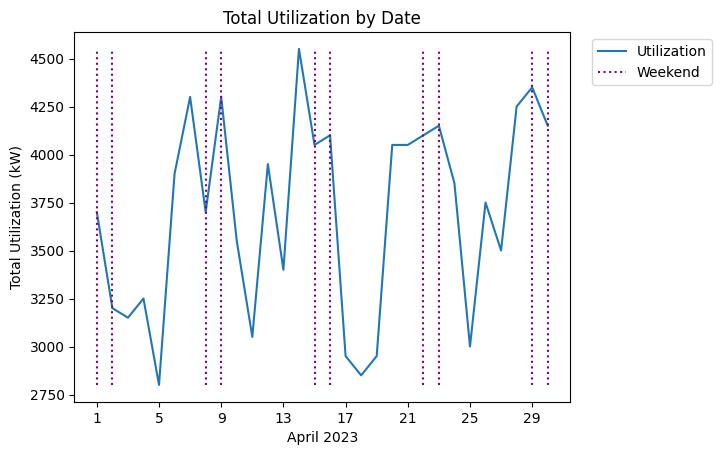 Total Utilization by Date
Utilization
Weekend
Total Utilization (kW)
4500
4250
4000
3750
3500
3250
3000
2750
1 5 9 13 17 21 25 29
April 2023